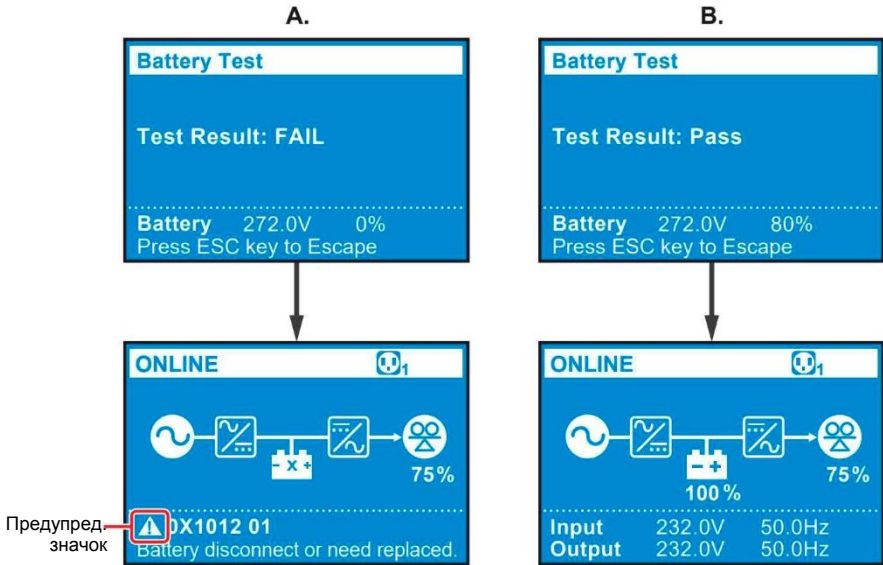 A.
Battery Test
Test Result: FAIL
Battery 272.0V 0%
Press ESC key to Escape
ONLINE 1
- x +
75%
Предупред.
значок
0X1012 01
Battery disconnect or need replaced.
B.
Battery Test
Test Result: Pass
Battery 272.0V 80%
Press ESC key to Escape
ONLINE 1
- +
100% 75%
Input 232.0V 50.0Hz
Output 232.0V 50.0Hz